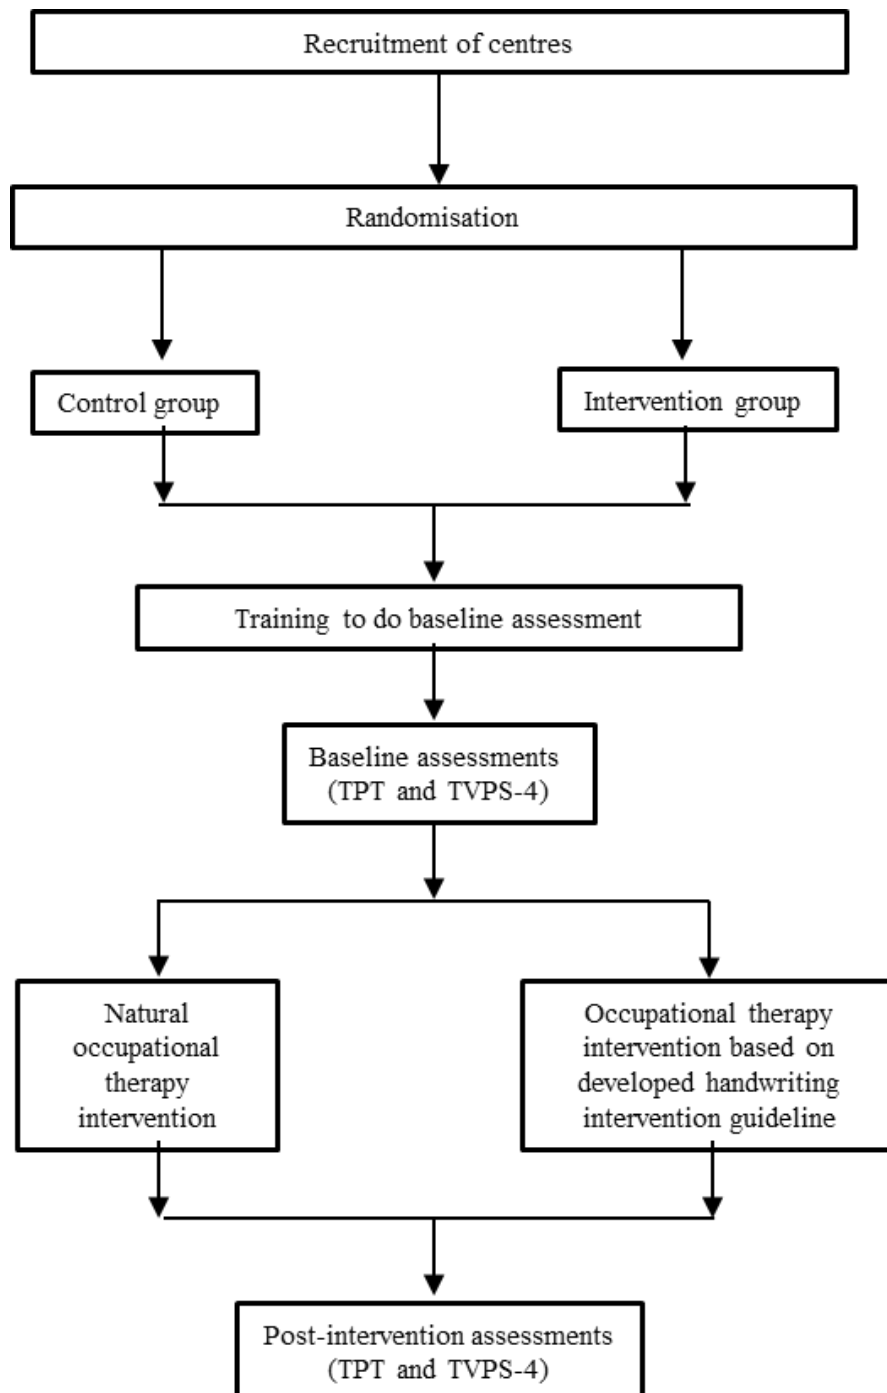 Recruitment of centres
Randomisation
Control group
Intervention group
Training to do baseline assessment
Baseline assessments
(TPT and TVPS-4)
Natural
occupational
therapy
intervention
Occupational therapy
intervention based on
developed handwriting
intervention guideline
Post-intervention assessments
(TPT and TVPS-4)